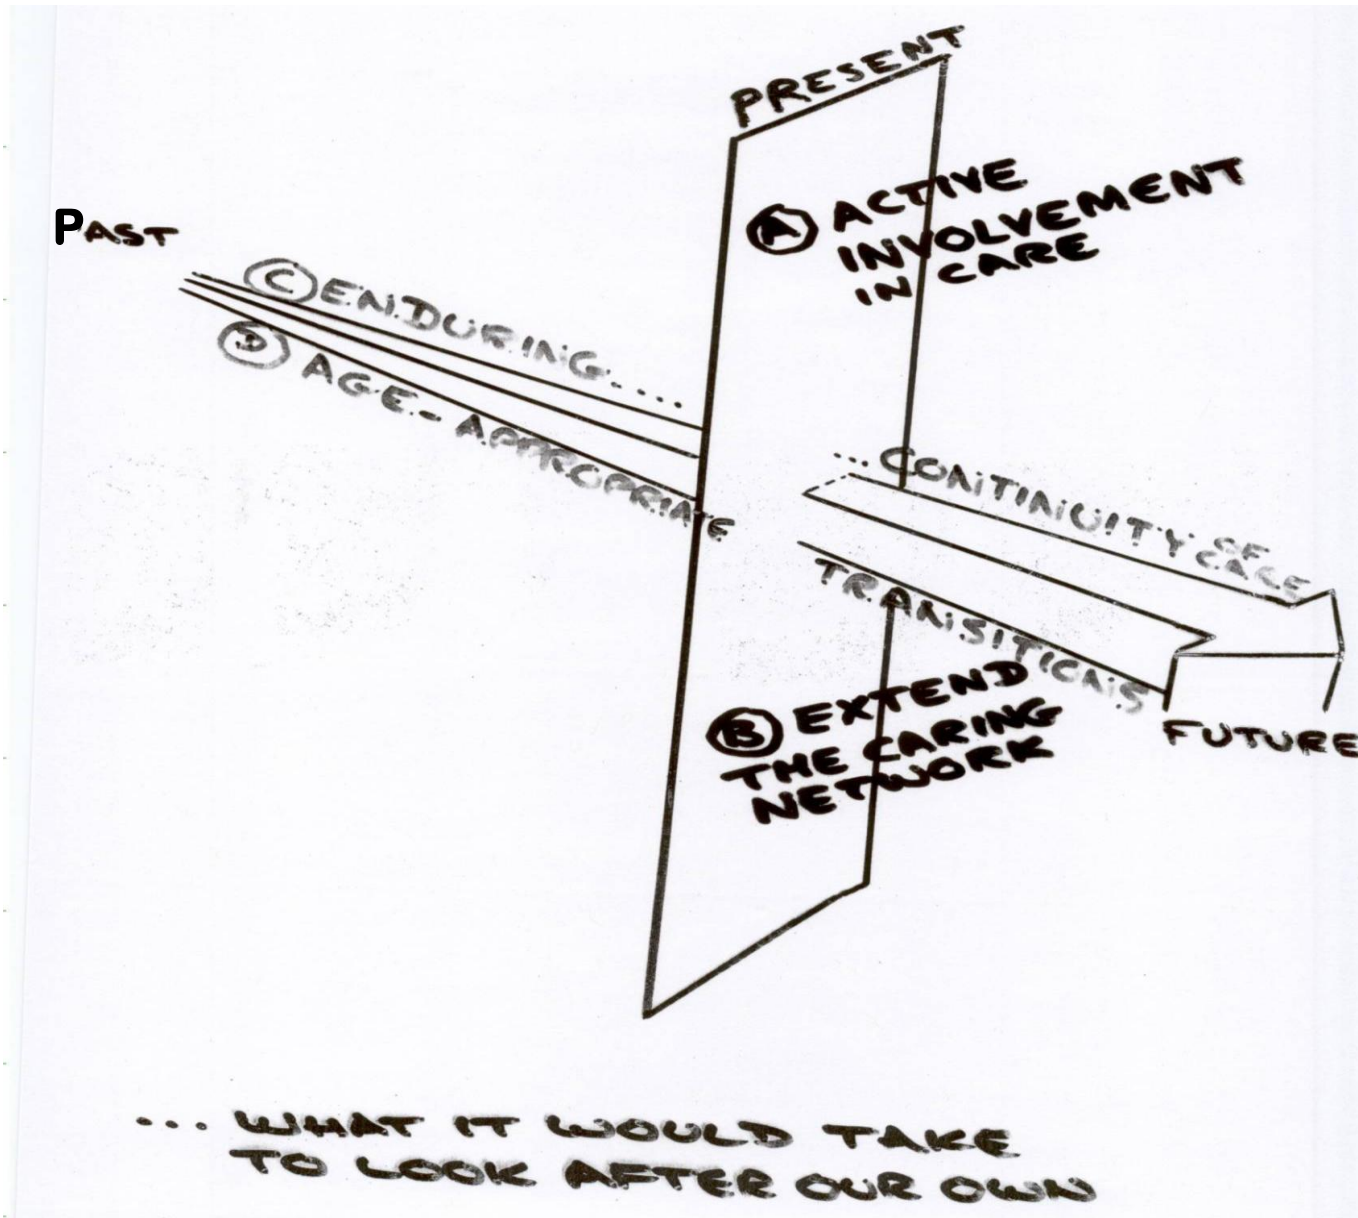 PRESENT
PAST
Ⓐ ACTIVE
INVOLVEMENT
IN CARE
Ⓒ ENDURING....
Ⓓ AGE-APPROPRIATE
...CONTINUITY OF
CARE
TRANSITIONS
Ⓑ EXTEND
THE CARING
NETWORK
FUTURE
... WHAT IT WOULD TAKE
TO LOOK AFTER OUR OWN